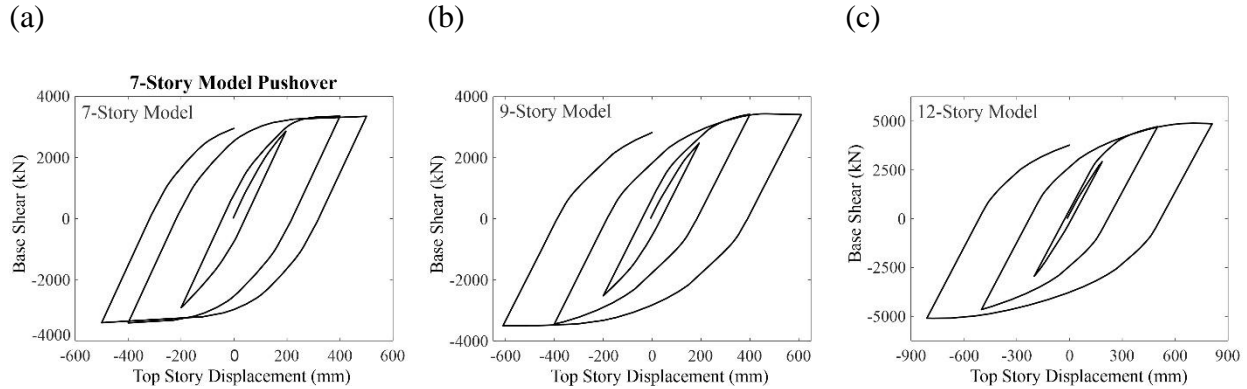 (a)
(b)
(c)
7-Story Model Pushover
7-Story Model
4000
2000
0
-2000
-4000
Base Shear (kN)
-600 -400 -200 0 200 400 600
Top Story Displacement (mm)
9-Story Model
4000
2000
0
-2000
-4000
Base Shear (kN)
-600 -400 -200 0 200 400 600
Top Story Displacement (mm)
12-Story Model
5000
2500
0
-2500
-5000
Base Shear (kN)
-900 -600 -300 0 300 600 900
Top Story Displacement (mm)